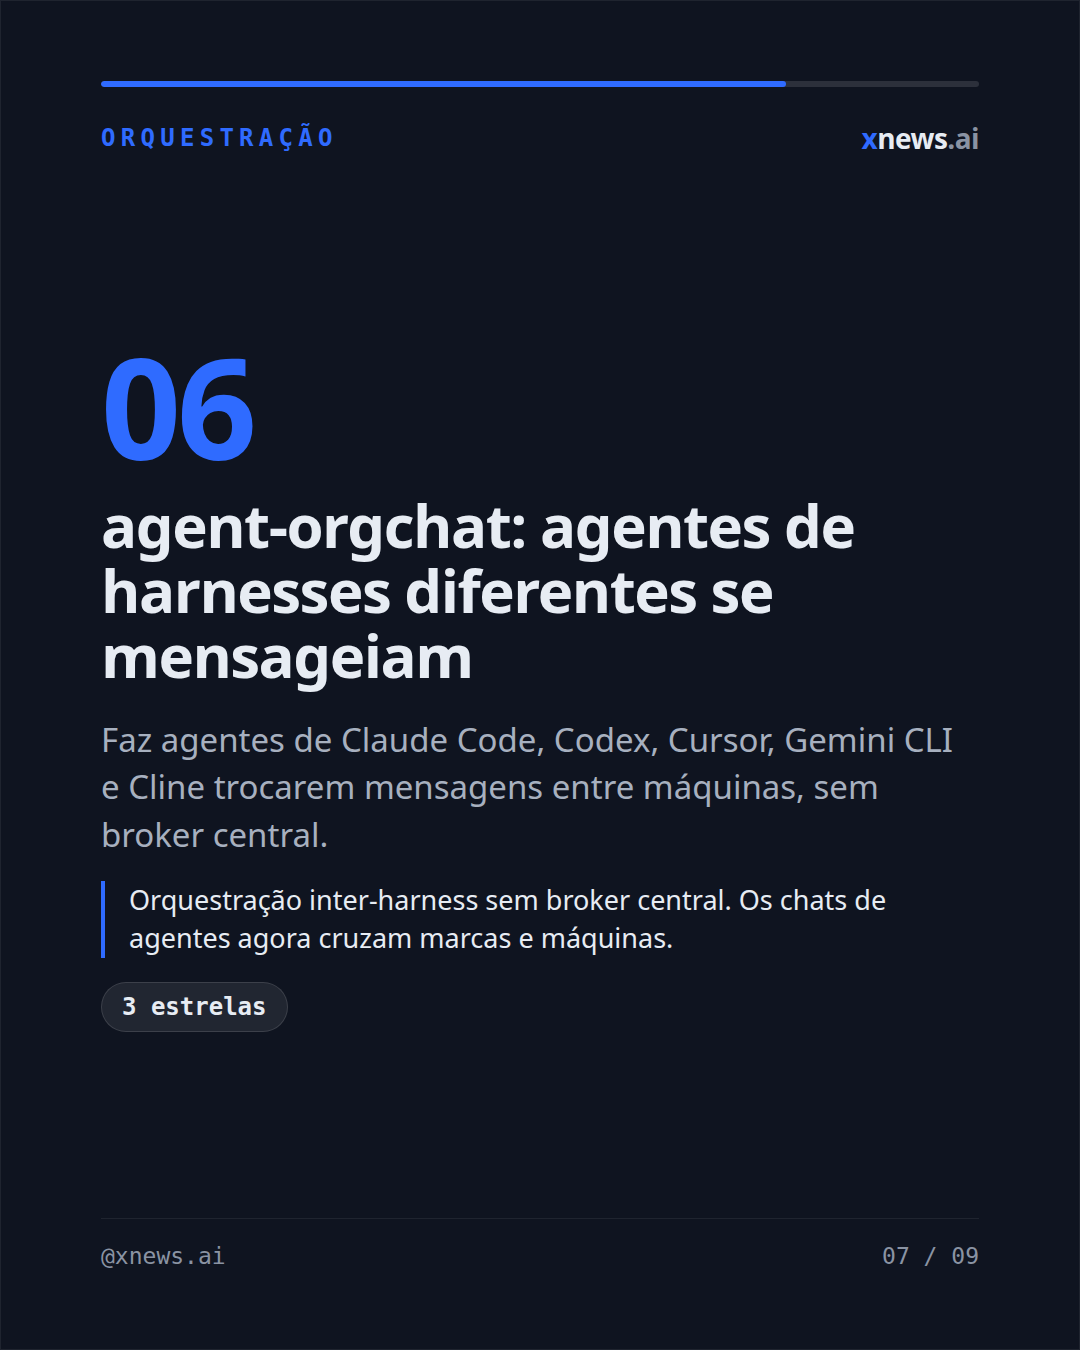 ORQUESTRAÇÃO
xnews.ai
06
agent-orgchat: agentes de
harnesses diferentes se
mensageiam
Faz agentes de Claude Code, Codex, Cursor, Gemini CLI
e Cline trocarem mensagens entre máquinas, sem
broker central.
Orquestração inter-harness sem broker central. Os chats de
agentes agora cruzam marcas e máquinas.
3 estrelas
@xnews.ai
07 / 09